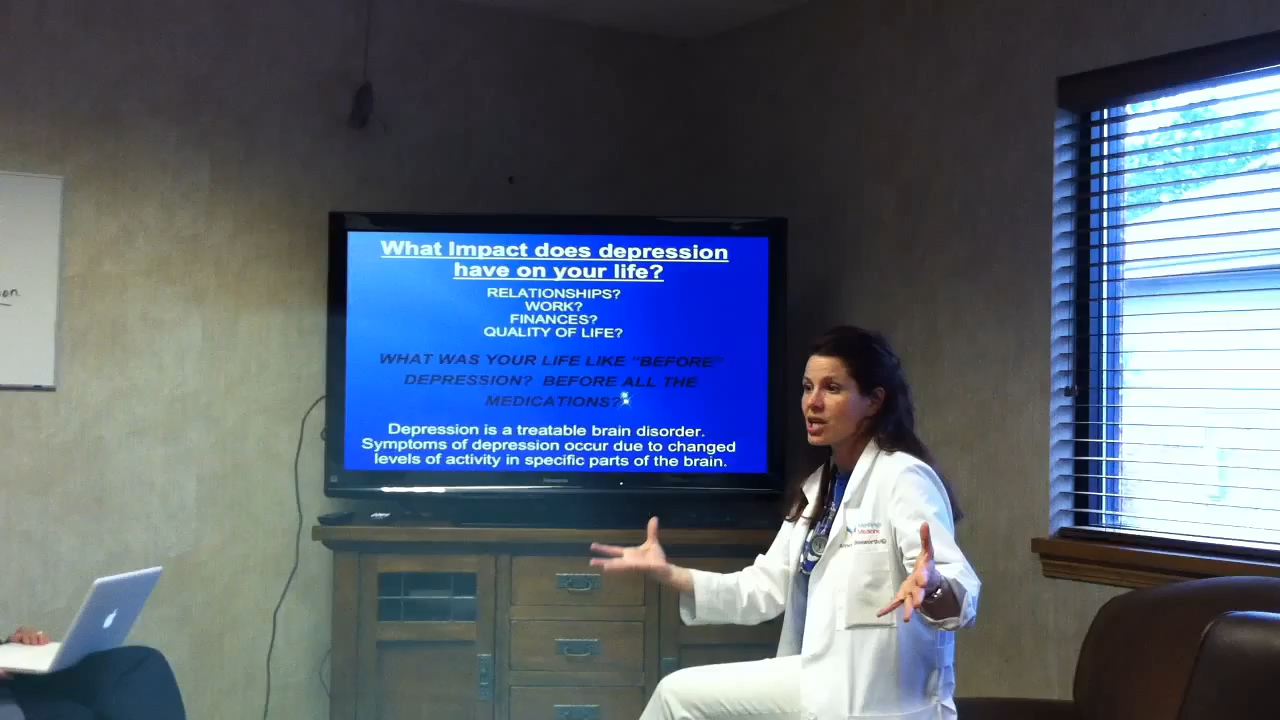 What Impact does depression
have on your life?
RELATIONSHIPS?
WORK?
FINANCES?
QUALITY OF LIFE?
WHAT WAS YOUR LIFE LIKE "BEFORE"
DEPRESSION? BEFORE ALL THE
MEDICATIONS?
Depression is a treatable brain disorder.
Symptoms of depression occur due to changed
levels of activity in specific parts of the brain.
Panasonic